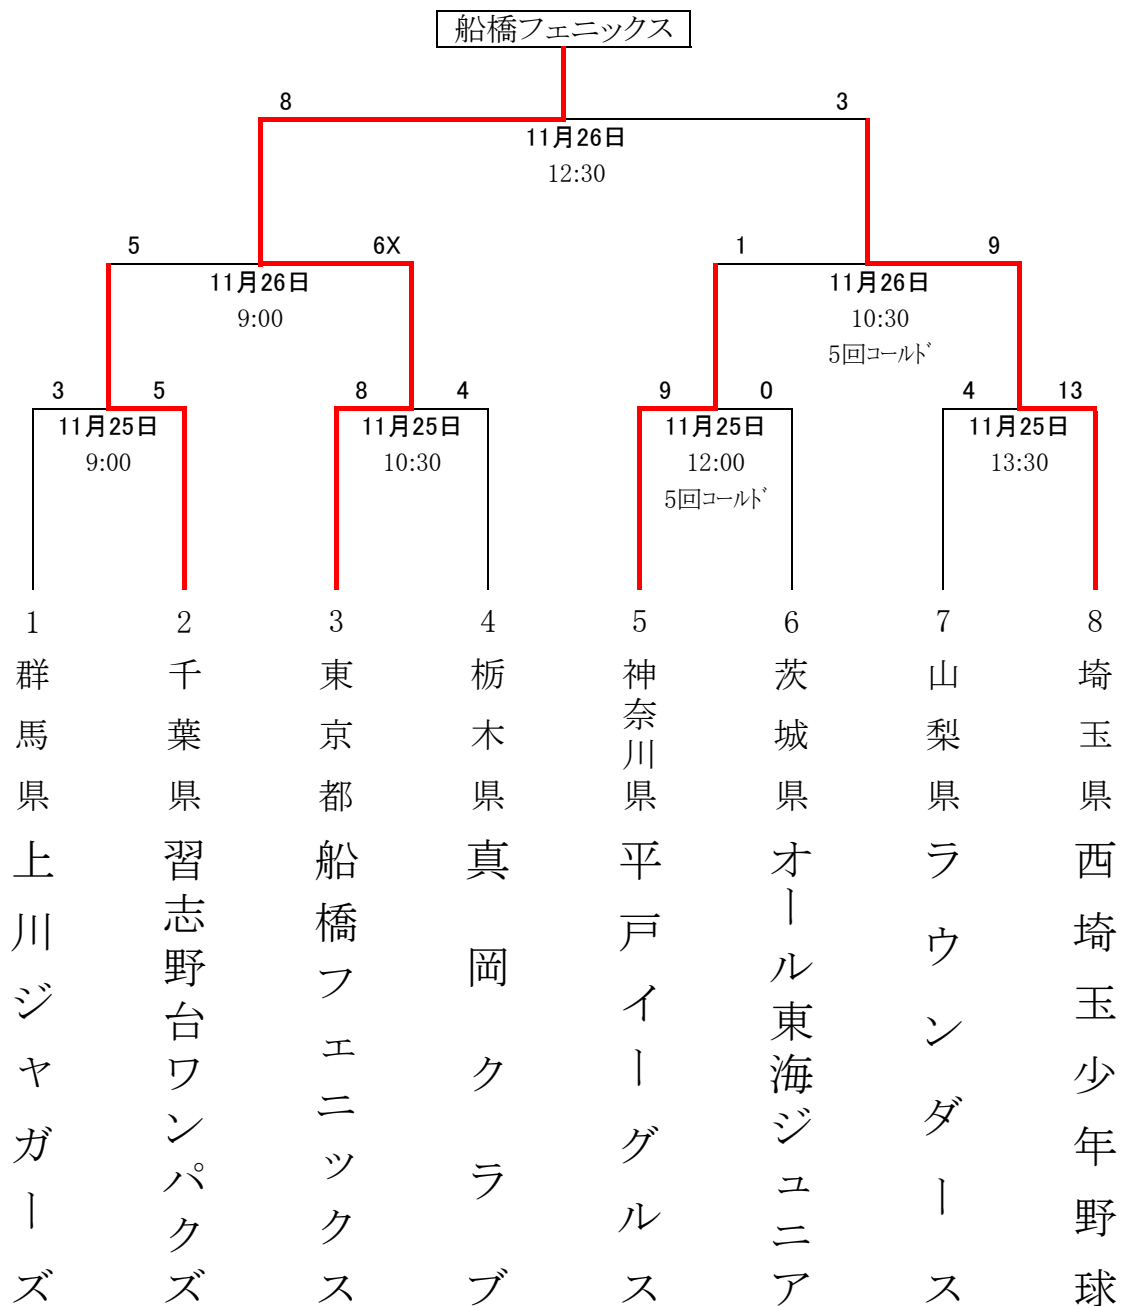 船橋フェニックス
8 3
11月26日
12:30
5 6X 1 9
11月26日 11月26日
9:00 10:30
5回コールド
3 5 8 4 9 0 4 13
11月25日 11月25日 11月25日 11月25日
9:00 10:30 12:00 13:30
5回コールド
1 2 3 4 5 6 7 8
群馬県上川ジャガーズ
千葉県習志野台ワンパクズ
東京都船橋フェニックス
栃木県真岡クラブ
神奈川県平戸イーグルス
茨城県オール東海ジュニア
山梨県ラウンダース
埼玉県西埼玉少年野球